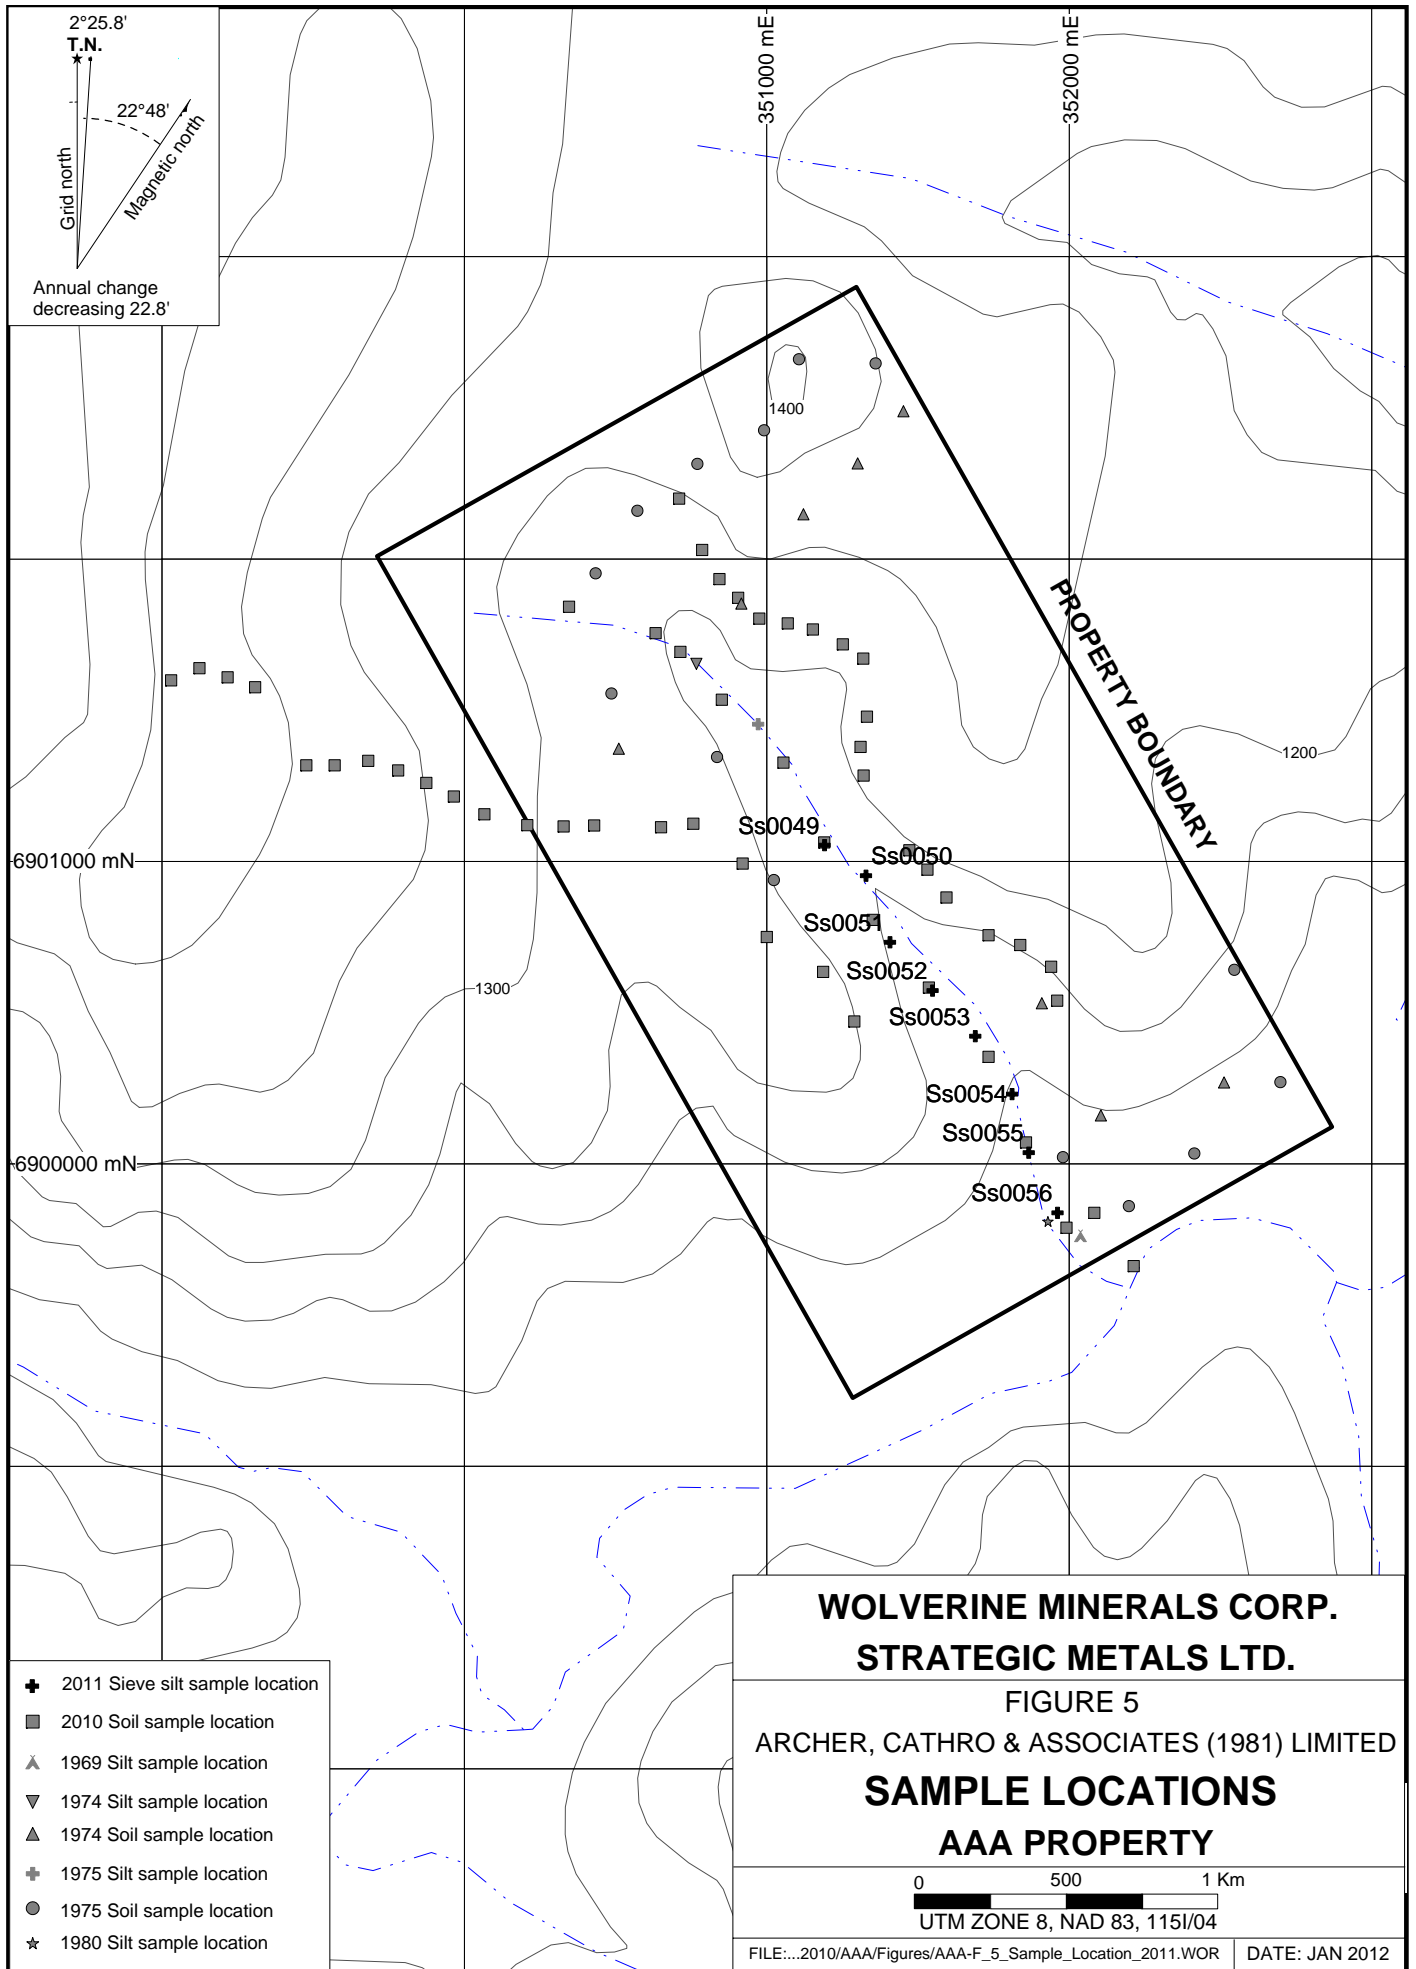 2°25.8'
T.N.
22°48'
Grid north
Magnetic north
Annual change
decreasing 22.8'
351000 mE
352000 mE
1400
PROPERTY BOUNDARY
1200
Ss0049
6901000 mN
Ss0050
Ss0051
Ss0052
1300
Ss0053
Ss0054
Ss0055
6900000 mN
Ss0056
2011 Sieve silt sample location
2010 Soil sample location
1969 Silt sample location
1974 Silt sample location
1974 Soil sample location
1975 Silt sample location
1975 Soil sample location
1980 Silt sample location
WOLVERINE MINERALS CORP.
STRATEGIC METALS LTD.
FIGURE 5
ARCHER, CATHRO & ASSOCIATES (1981) LIMITED
SAMPLE LOCATIONS
AAA PROPERTY
0 500 1 Km
UTM ZONE 8, NAD 83, 115I/04
FILE:...2010/AAA/Figures/AAA-F_5_Sample_Location_2011.WOR
DATE: JAN 2012